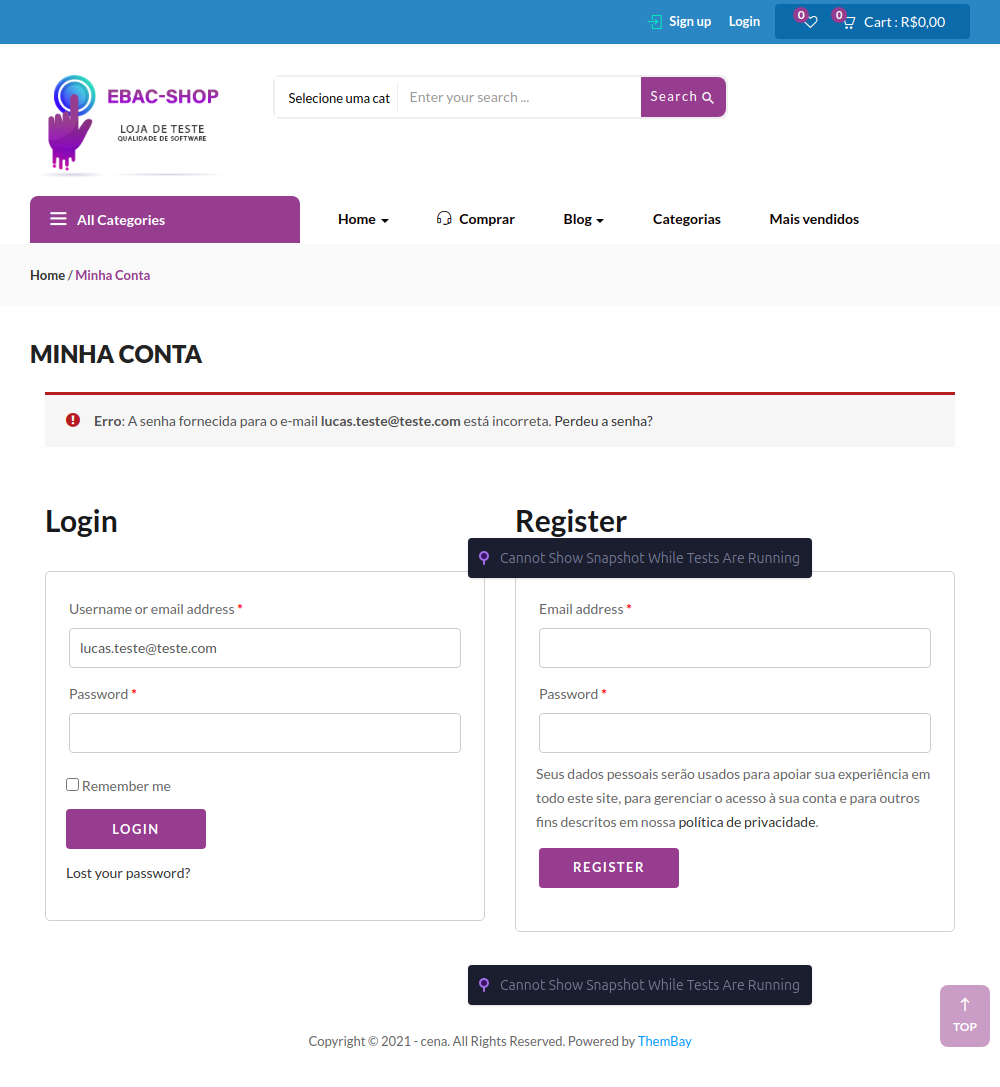 Sign up Login 0 0 Cart : R$0,00
EBAC-SHOP
LOJA DE TESTE
QUALIDADE DE SOFTWARE
Selecione uma cat Enter your search ... Search
All Categories Home Comprar Blog Categorias Mais vendidos
Home / Minha Conta
MINHA CONTA
Erro: A senha fornecida para o e-mail lucas.teste@teste.com está incorreta. Perdeu a senha?
Login
Username or email address *
lucas.teste@teste.com
Password *
Remember me
LOGIN
Lost your password?
Register
Cannot Show Snapshot While Tests Are Running
Email address *
Password *
Seus dados pessoais serão usados para apoiar sua experiência em
todo este site, para gerenciar o acesso à sua conta e para outros
fins descritos em nossa política de privacidade.
REGISTER
Cannot Show Snapshot While Tests Are Running
TOP
Copyright © 2021 - cena. All Rights Reserved. Powered by ThemBay